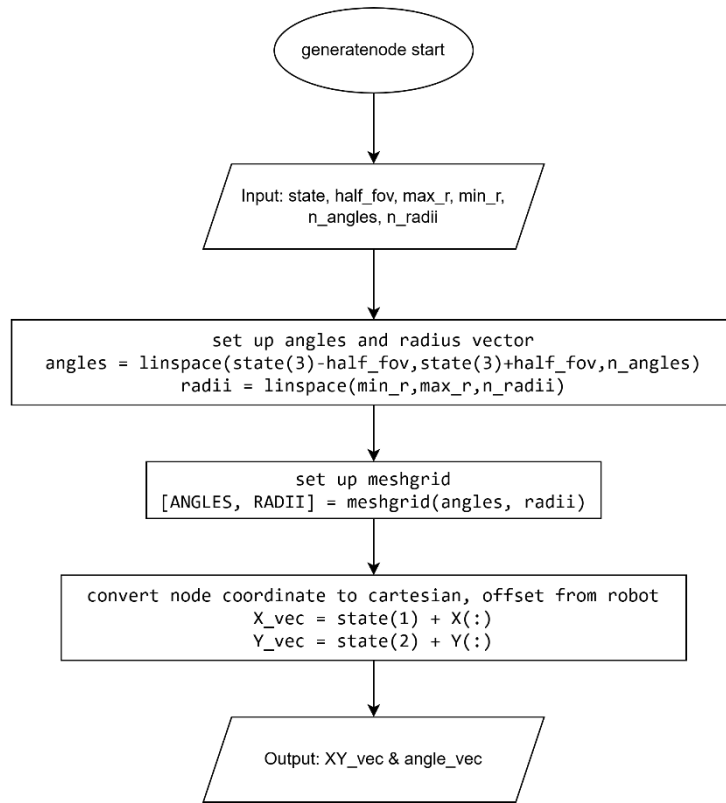 generatenode start
Input: state, half_fov, max_r, min_r,
n_angles, n_radii
set up angles and radius vector
angles = linspace(state(3)-half_fov,state(3)+half_fov,n_angles)
radii = linspace(min_r,max_r,n_radii)
set up meshgrid
[ANGLES, RADII] = meshgrid(angles, radii)
convert node coordinate to cartesian, offset from robot
X_vec = state(1) + X(:)
Y_vec = state(2) + Y(:)
Output: XY_vec & angle_vec